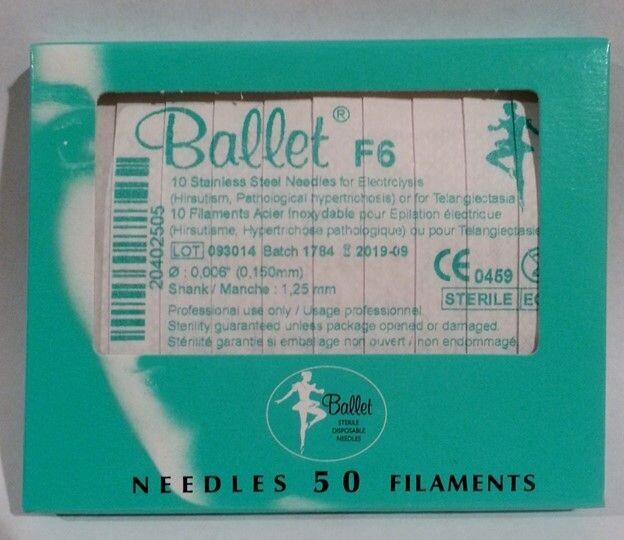 Ballet® F6
10 Stainless Steel Needles for Electrolysis
(Hirsutism, Pathological hypertrichosis) or for Telangiectasia
10 Filaments Acier Inoxydable pour Epilation électrique
(Hirsutisme, Hypertrichose pathologique) ou pour Telangiectasie
LOT 093014 Batch 1784 2019-09
Ø : 0,006" (0,150mm)
Shank / Manche : 1,25 mm
CE 0459
STERILE
Professional use only / Usage professionnel
Sterility guaranteed unless package opened or damaged.
Stérilité garantie si emballage non ouvert / non endommagé.
20402505
Ballet
STERILE
DISPOSABLE
NEEDLES
NEEDLES 50 FILAMENTS